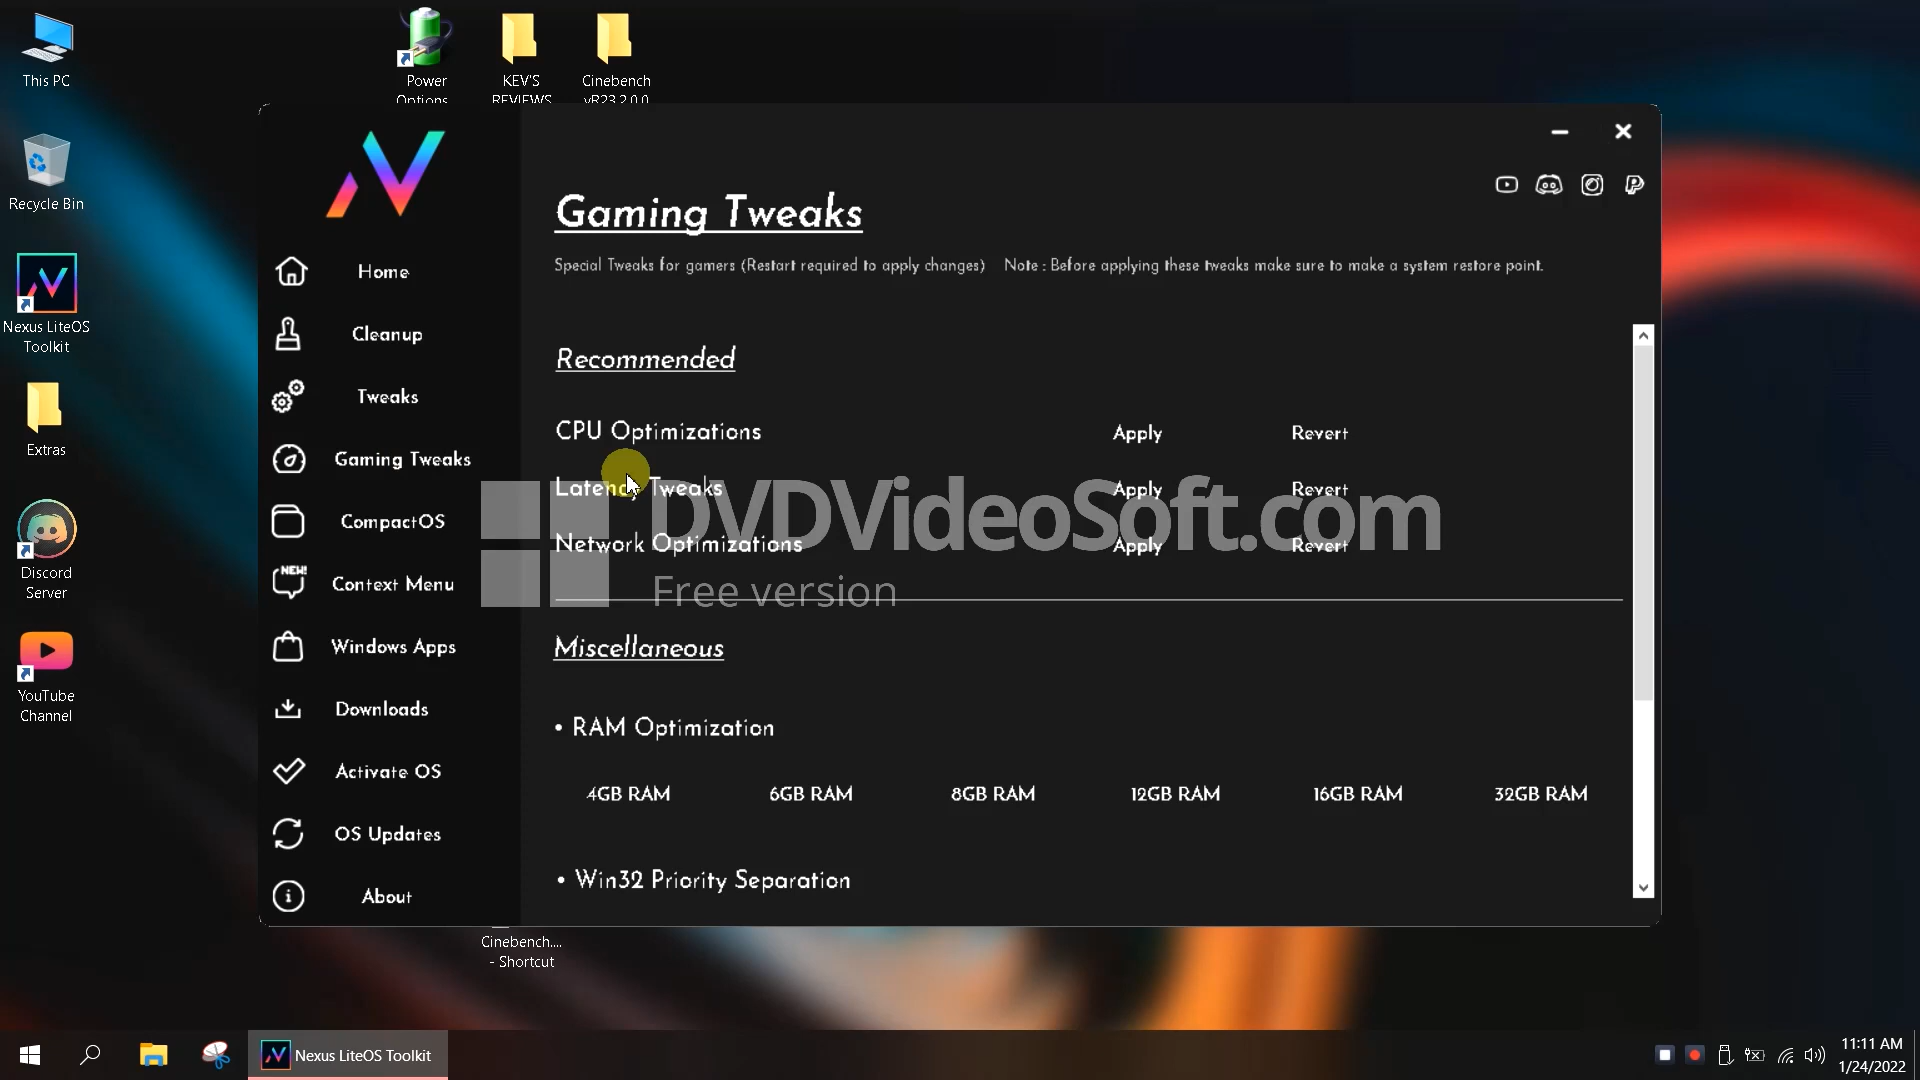 This PC
Power
Options
KEV'S
REVIEWS
Cinebench
vR23.2.0.0
Recycle Bin
Nexus LiteOS
Toolkit
Extras
Discord
Server
YouTube
Channel
Home
Cleanup
Tweaks
Gaming Tweaks
CompactOS
NEW!
Context Menu
Windows Apps
Downloads
Activate OS
OS Updates
About
Gaming Tweaks
Special Tweaks for gamers (Restart required to apply changes) Note : Before applying these tweaks make sure to make a system restore point.
Recommended
CPU Optimizations Apply Revert
Latency Tweaks Apply Revert
Network Optimizations Apply Revert
DVDVideoSoft.com
Free version
Miscellaneous
• RAM Optimization
4GB RAM 6GB RAM 8GB RAM 12GB RAM 16GB RAM 32GB RAM
• Win32 Priority Separation
Cinebench....
- Shortcut
Nexus LiteOS Toolkit
11:11 AM
1/24/2022